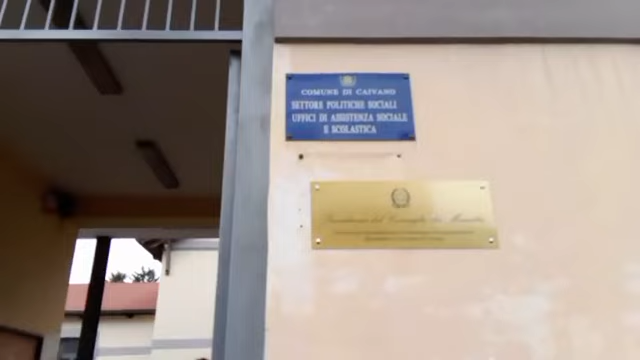 COMUNE DI CAIVANO
SETTORE POLITICHE SOCIALI
UFFICI DI ASSISTENZA SOCIALE
E SCOLASTICA
Presidenza del Consiglio dei Ministri